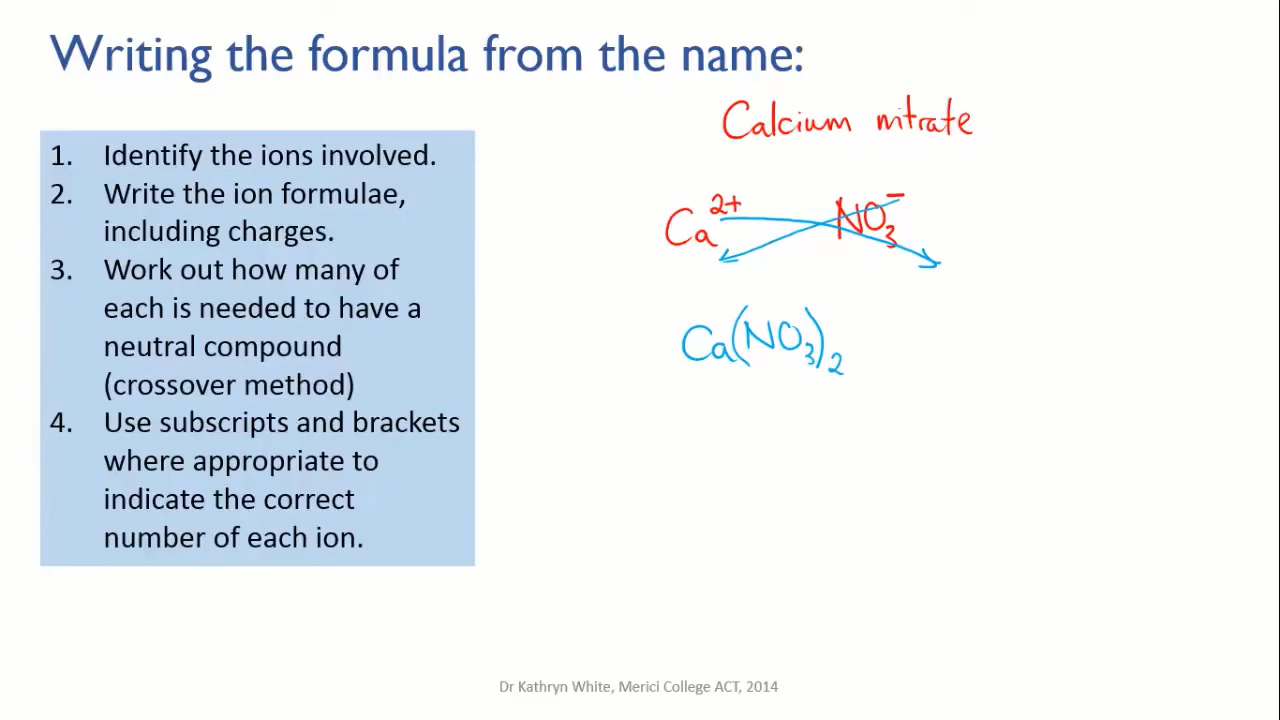 Writing the formula from the name:
Calcium nitrate
1. Identify the ions involved.
2. Write the ion formulae,
including charges.
3. Work out how many of
each is needed to have a
neutral compound
(crossover method)
4. Use subscripts and brackets
where appropriate to
indicate the correct
number of each ion.
Ca²⁺ NO₃⁻
Ca(NO₃)₂
Dr Kathryn White, Merici College ACT, 2014